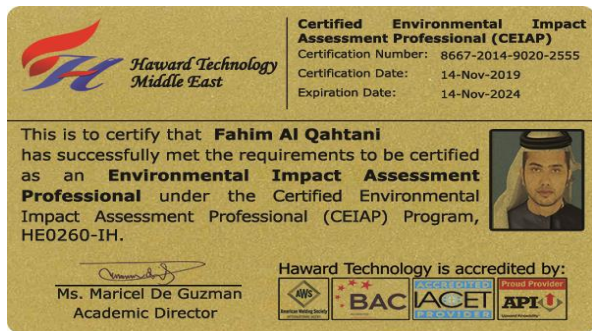 Haward Technology
Middle East
Certified Environmental Impact
Assessment Professional (CEIAP)
Certification Number: 8667-2014-9020-2555
Certification Date: 14-Nov-2019
Expiration Date: 14-Nov-2024
This is to certify that Fahim Al Qahtani
has successfully met the requirements to be certified
as an Environmental Impact Assessment
Professional under the Certified Environmental
Impact Assessment Professional (CEIAP) Program,
HE0260-IH.
Ms. Maricel De Guzman
Academic Director
Haward Technology is accredited by:
AWS
American Welding Society
BAC
ACCREDITED
IACET
PROVIDER
Proud Provider
API